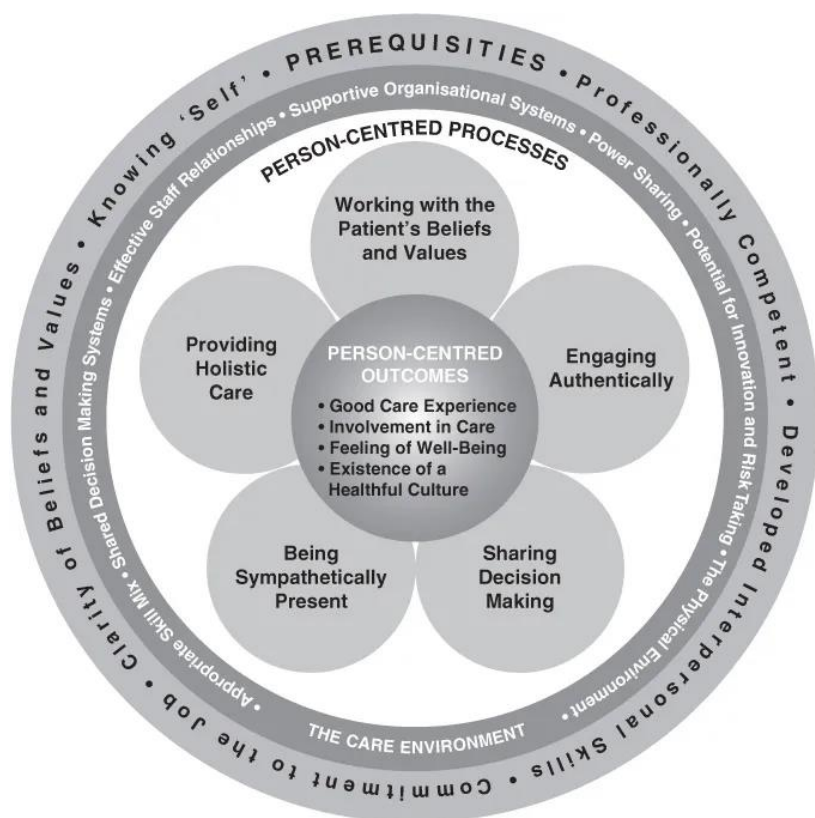 PREREQUISITIES • Professionally Competent • Developed Interpersonal Skills • Commitment to the Job • Clarity of Beliefs and Values • Knowing ‘Self’ •
Supportive Organisational Systems • Power Sharing • Potential for Innovation and Risk Taking • The Physical Environment •
THE CARE ENVIRONMENT
• Appropriate Skill Mix • Shared Decision Making Systems • Effective Staff Relationships •
PERSON-CENTRED PROCESSES
Working with the
Patient’s Beliefs
and Values
Engaging
Authentically
Sharing
Decision
Making
Being
Sympathetically
Present
Providing
Holistic
Care
PERSON-CENTRED
OUTCOMES
• Good Care Experience
• Involvement in Care
• Feeling of Well-Being
• Existence of a
Healthful Culture